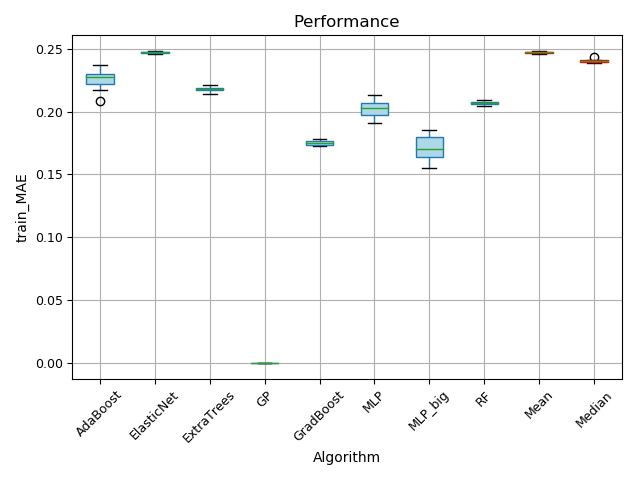 Performance
train_MAE
0.25
0.20
0.15
0.10
0.05
0.00
AdaBoost
ElasticNet
ExtraTrees
GP
GradBoost
MLP
MLP_big
RF
Mean
Median
Algorithm